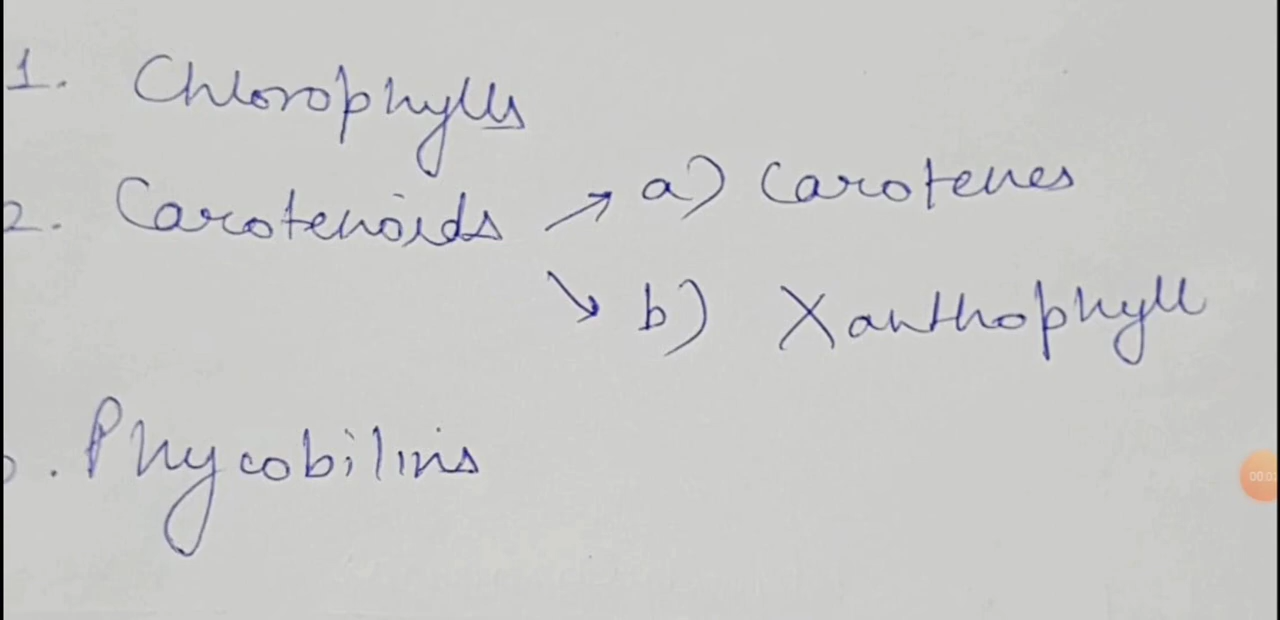 1. Chlorophylls
2. Carotenoids → a) Carotenes
↘ b) Xanthophyll
. Phycobilins